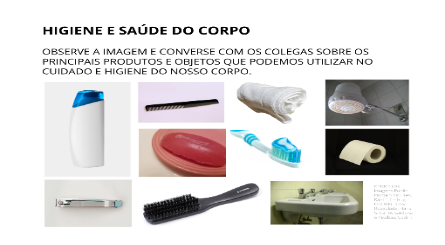 HIGIENE E SAÚDE DO CORPO
OBSERVE A IMAGEM E CONVERSE COM OS COLEGAS SOBRE OS
PRINCIPAIS PRODUTOS E OBJETOS QUE PODEMOS UTILIZAR NO
CUIDADO E HIGIENE DO NOSSO CORPO.